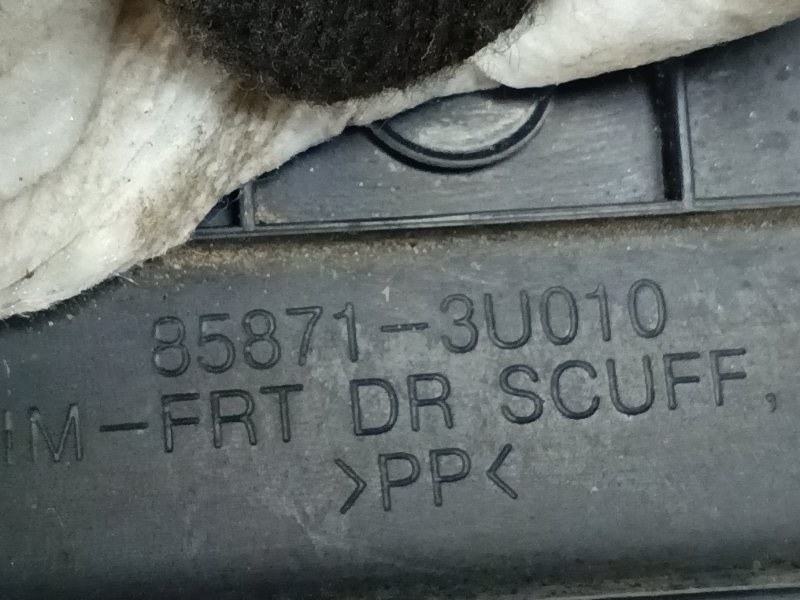 85871-3U010
IM-FRT DR SCUFF,
>PP<